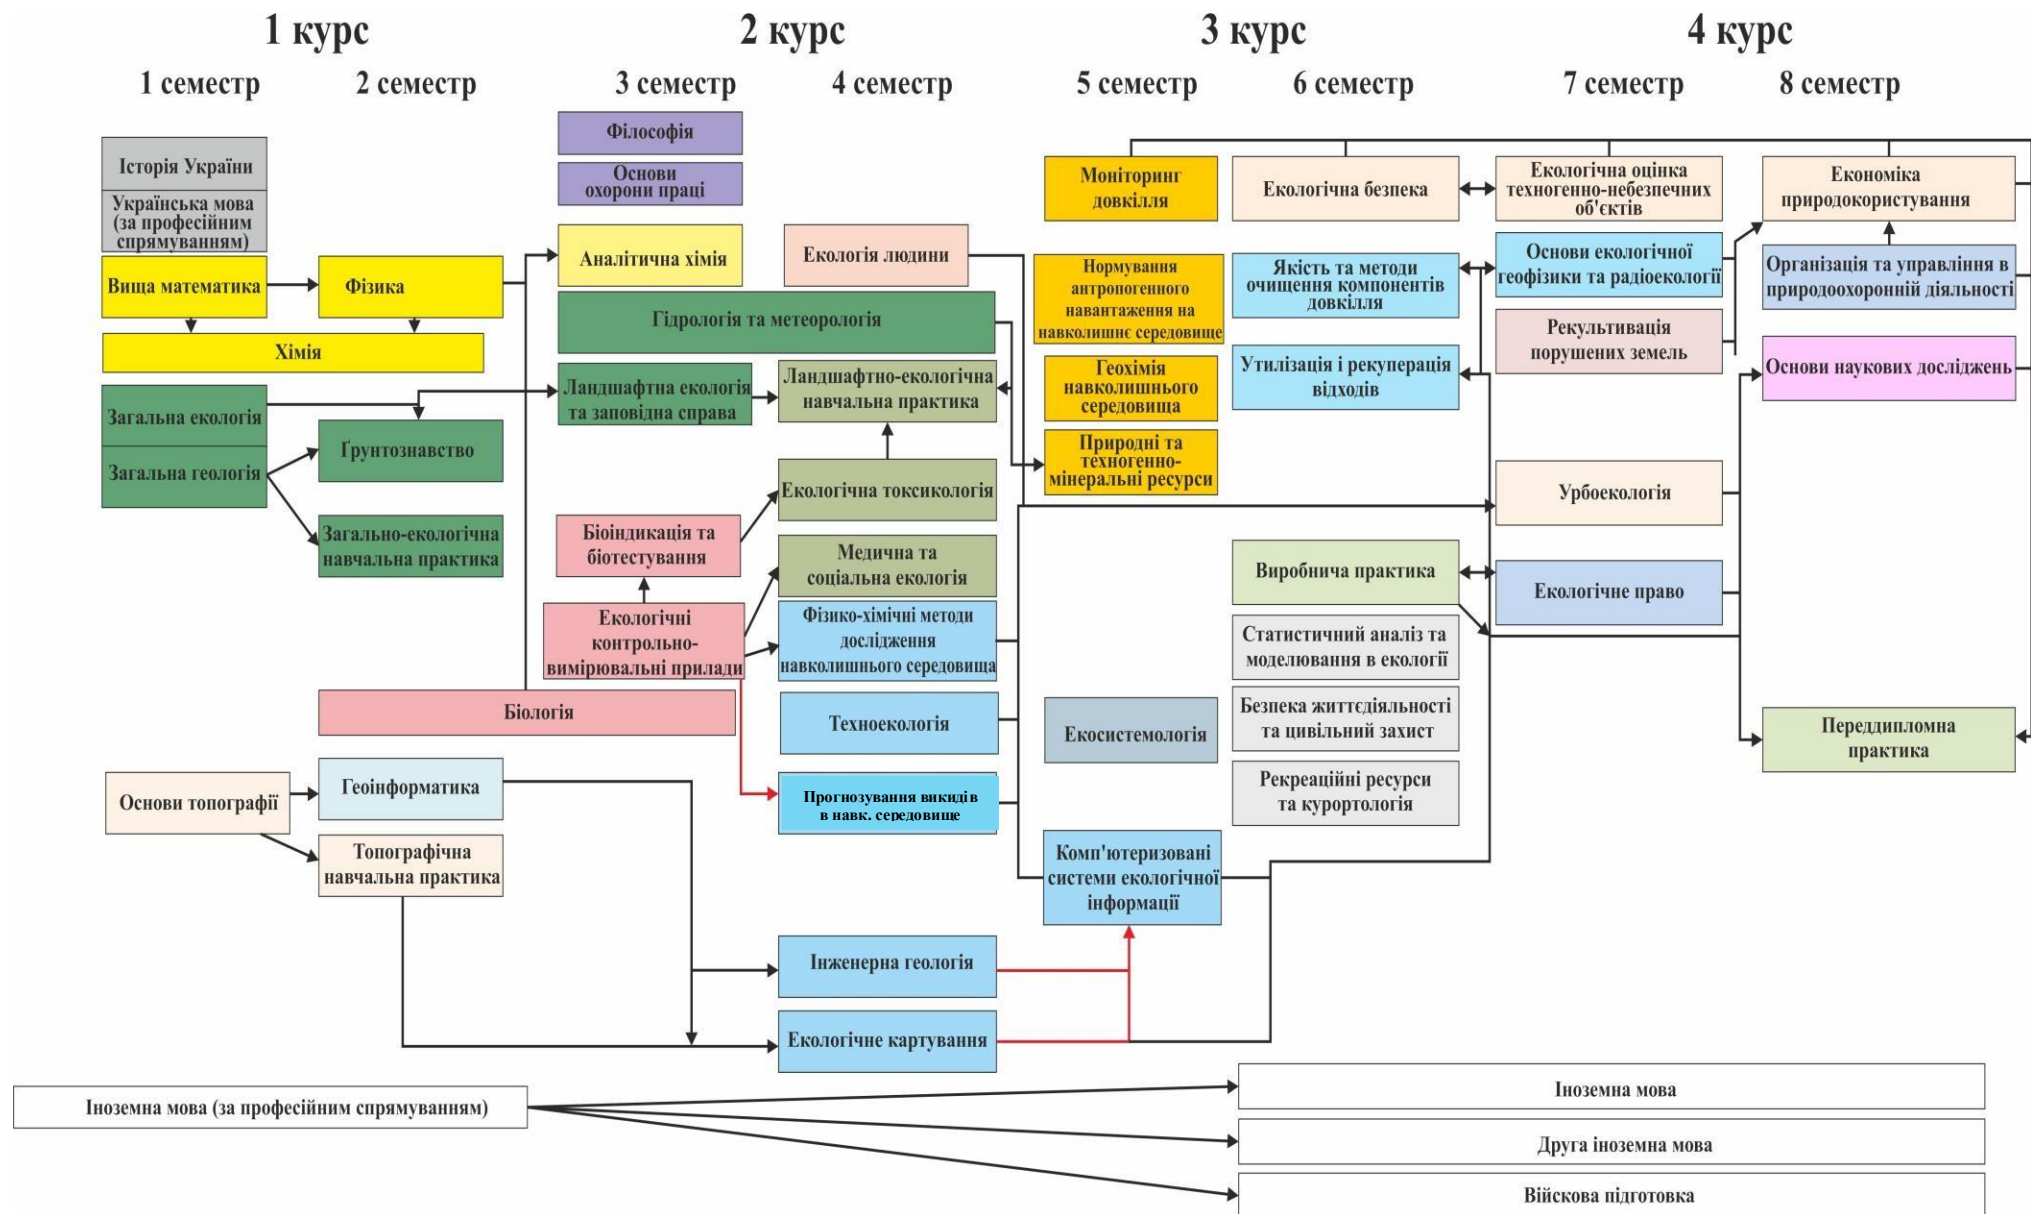 1 курс
2 курс
3 курс
4 курс
1 семестр
2 семестр
3 семестр
4 семестр
5 семестр
6 семестр
7 семестр
8 семестр
Історія України
Українська мова
(за професійним
спрямуванням)
Вища математика
Хімія
Загальна екологія
Загальна геологія
Основи топографії
Фізика
Ґрунтознавство
Загально-екологічна
навчальна практика
Біологія
Геоінформатика
Топографічна
навчальна практика
Філософія
Основи
охорони праці
Аналітична хімія
Гідрологія та метеорологія
Ландшафтна екологія
та заповідна справа
Біоіндикація та
біотестування
Екологічні
контрольно-
вимірювальні прилади
Екологія людини
Ландшафтно-екологічна
навчальна практика
Екологічна токсикологія
Медична та
соціальна екологія
Фізико-хімічні методи
дослідження
навколишнього середовища
Техноекологія
Прогнозування викидів
в навк. середовище
Інженерна геологія
Екологічне картування
Моніторинг
довкілля
Нормування
антропогенного
навантаження на
навколишнє середовище
Геохімія
навколишнього
середовища
Природні та
техногенно-
мінеральні ресурси
Екосистемологія
Комп'ютеризовані
системи екологічної
інформації
Екологічна безпека
Якість та методи
очищення компонентів
довкілля
Утилізація і рекуперація
відходів
Виробнича практика
Статистичний аналіз та
моделювання в екології
Безпека життєдіяльності
та цивільний захист
Рекреаційні ресурси
та курортологія
Екологічна оцінка
техногенно-небезпечних
об'єктів
Основи екологічної
геофізики та радіоекології
Рекультивація
порушених земель
Урбоекологія
Екологічне право
Економіка
природокористування
Організація та управління в
природоохоронній діяльності
Основи наукових досліджень
Переддипломна
практика
Іноземна мова (за професійним спрямуванням)
Іноземна мова
Друга іноземна мова
Війскова підготовка